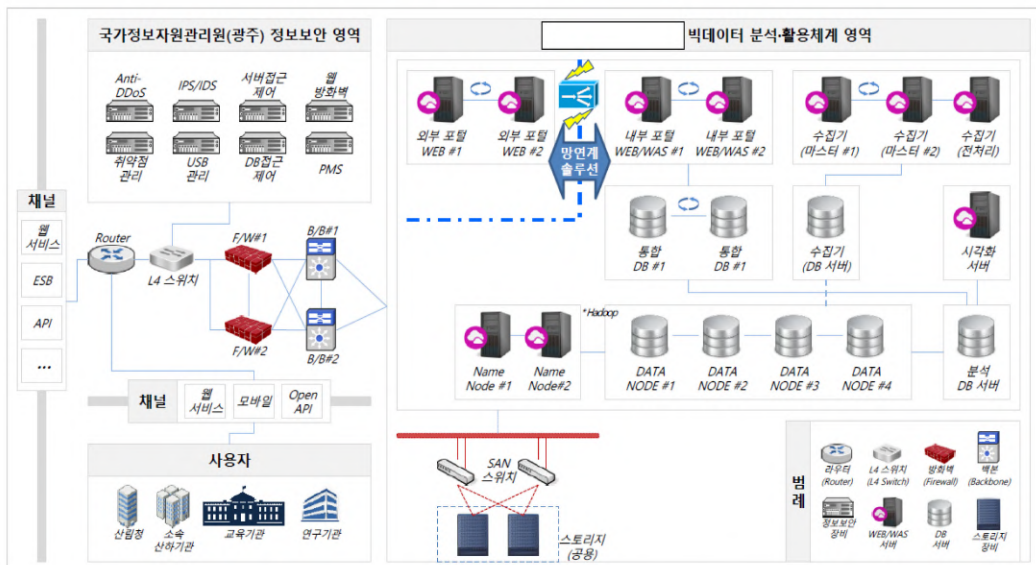 국가정보자원관리원(광주) 정보보안 영역
Anti-
DDoS
IPS/IDS
서버접근
제어
웹
방화벽
취약점
관리
USB
관리
DB접근
제어
PMS
채널
웹
서비스
ESB
API
...
Router
L4 스위치
F/W#1
F/W#2
B/B#1
B/B#2
채널
웹
서비스
모바일
Open
API
사용자
산림청
소속
산하기관
교육기관
연구기관
빅데이터 분석·활용체계 영역
외부 포털
WEB #1
외부 포털
WEB #2
망연계
솔루션
내부 포털
WEB/WAS #1
내부 포털
WEB/WAS #2
수집기
(마스터 #1)
수집기
(마스터 #2)
수집기
(전처리)
통합
DB #1
통합
DB #1
수집기
(DB 서버)
시각화
서버
Name
Node #1
Name
Node#2
*Hadoop
DATA
NODE #1
DATA
NODE #2
DATA
NODE #3
DATA
NODE #4
분석
DB 서버
SAN
스위치
스토리지
(공용)
범례
라우터
(Router)
L4 스위치
(L4 Switch)
방화벽
(Firewall)
백본
(Backbone)
정보보안
장비
WEB/WAS
서버
DB
서버
스토리지
장비